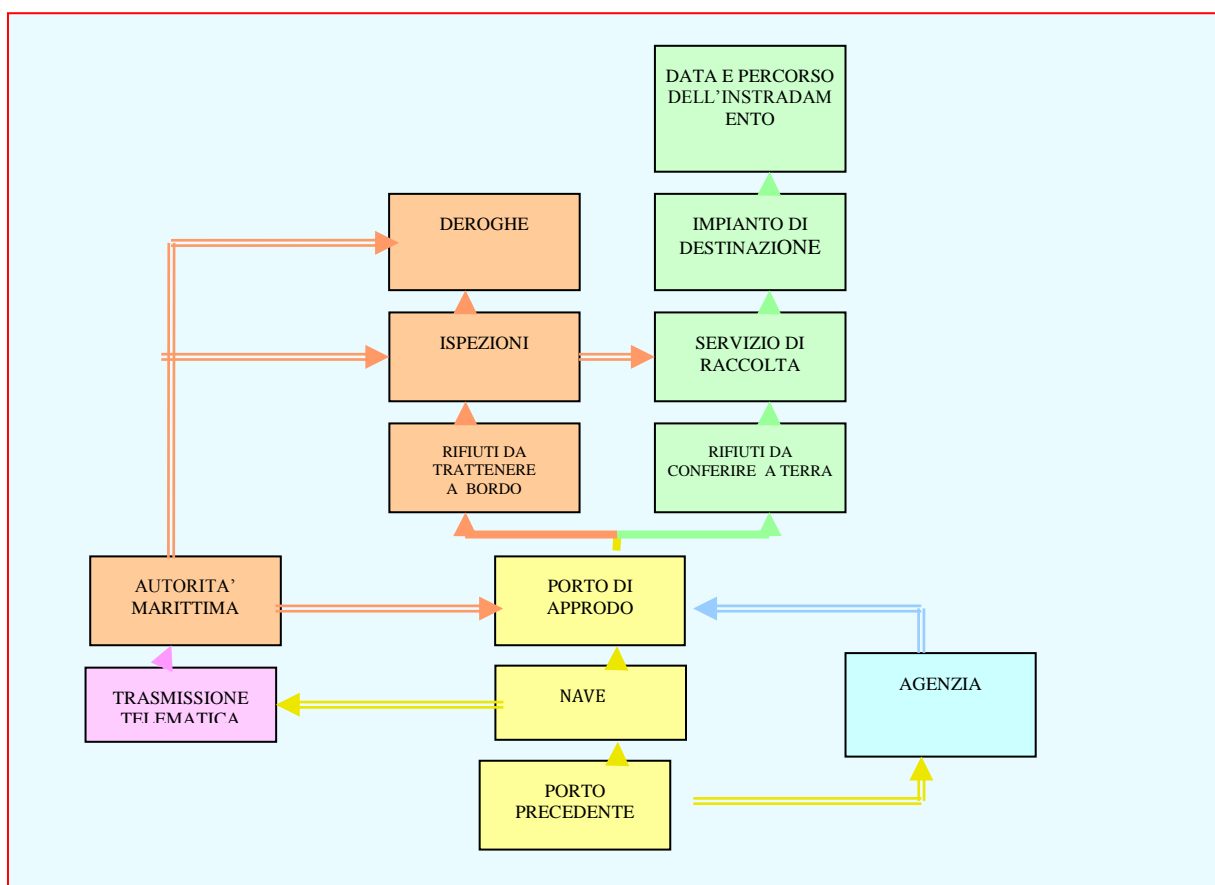 DATA E PERCORSO
DELL’INSTRADAM
ENTO
DEROGHE
IMPIANTO DI
DESTINAZIONE
ISPEZIONI
SERVIZIO DI
RACCOLTA
RIFIUTI DA
TRATTENERE
A BORDO
RIFIUTI DA
CONFERIRE A TERRA
AUTORITA’
MARITTIMA
PORTO DI
APPRODO
TRASMISSIONE
TELEMATICA
NAVE
AGENZIA
PORTO
PRECEDENTE